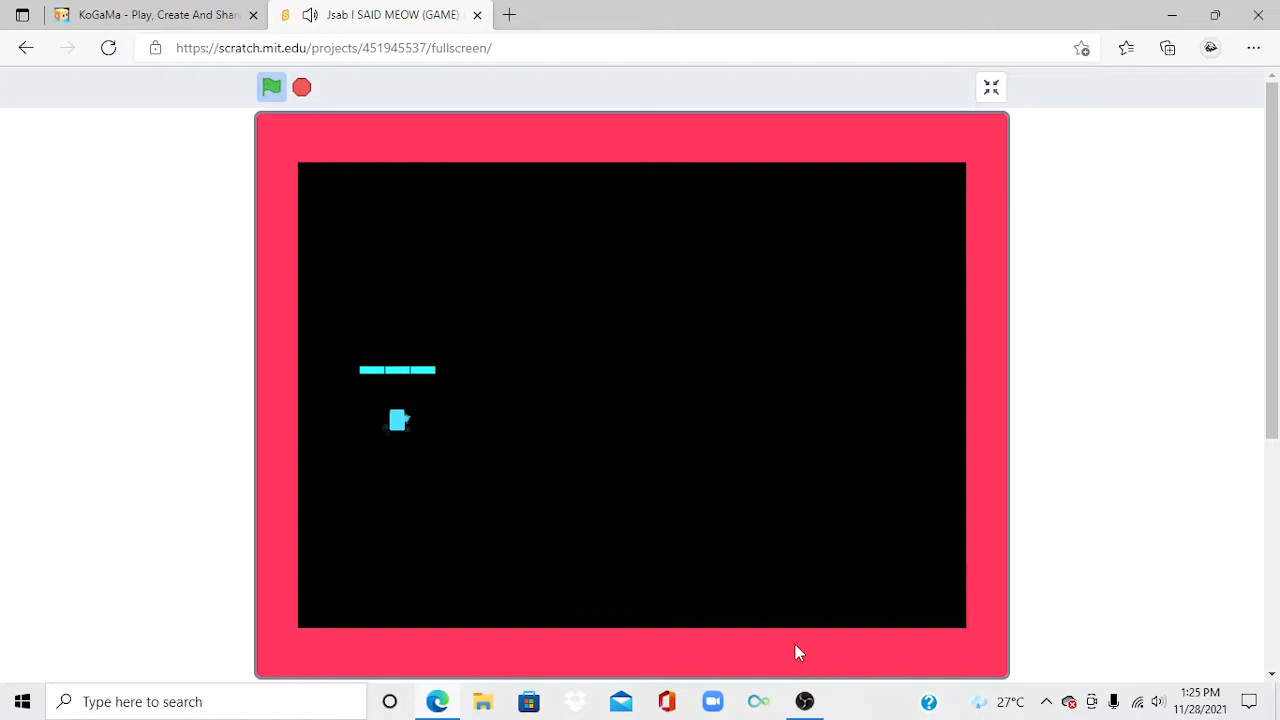 KoGaMa - Play, Create And Share
Jsab I SAID MEOW (GAME)
https://scratch.mit.edu/projects/451945537/fullscreen/
Type here to search
27°C
1:25 PM
11/28/2021